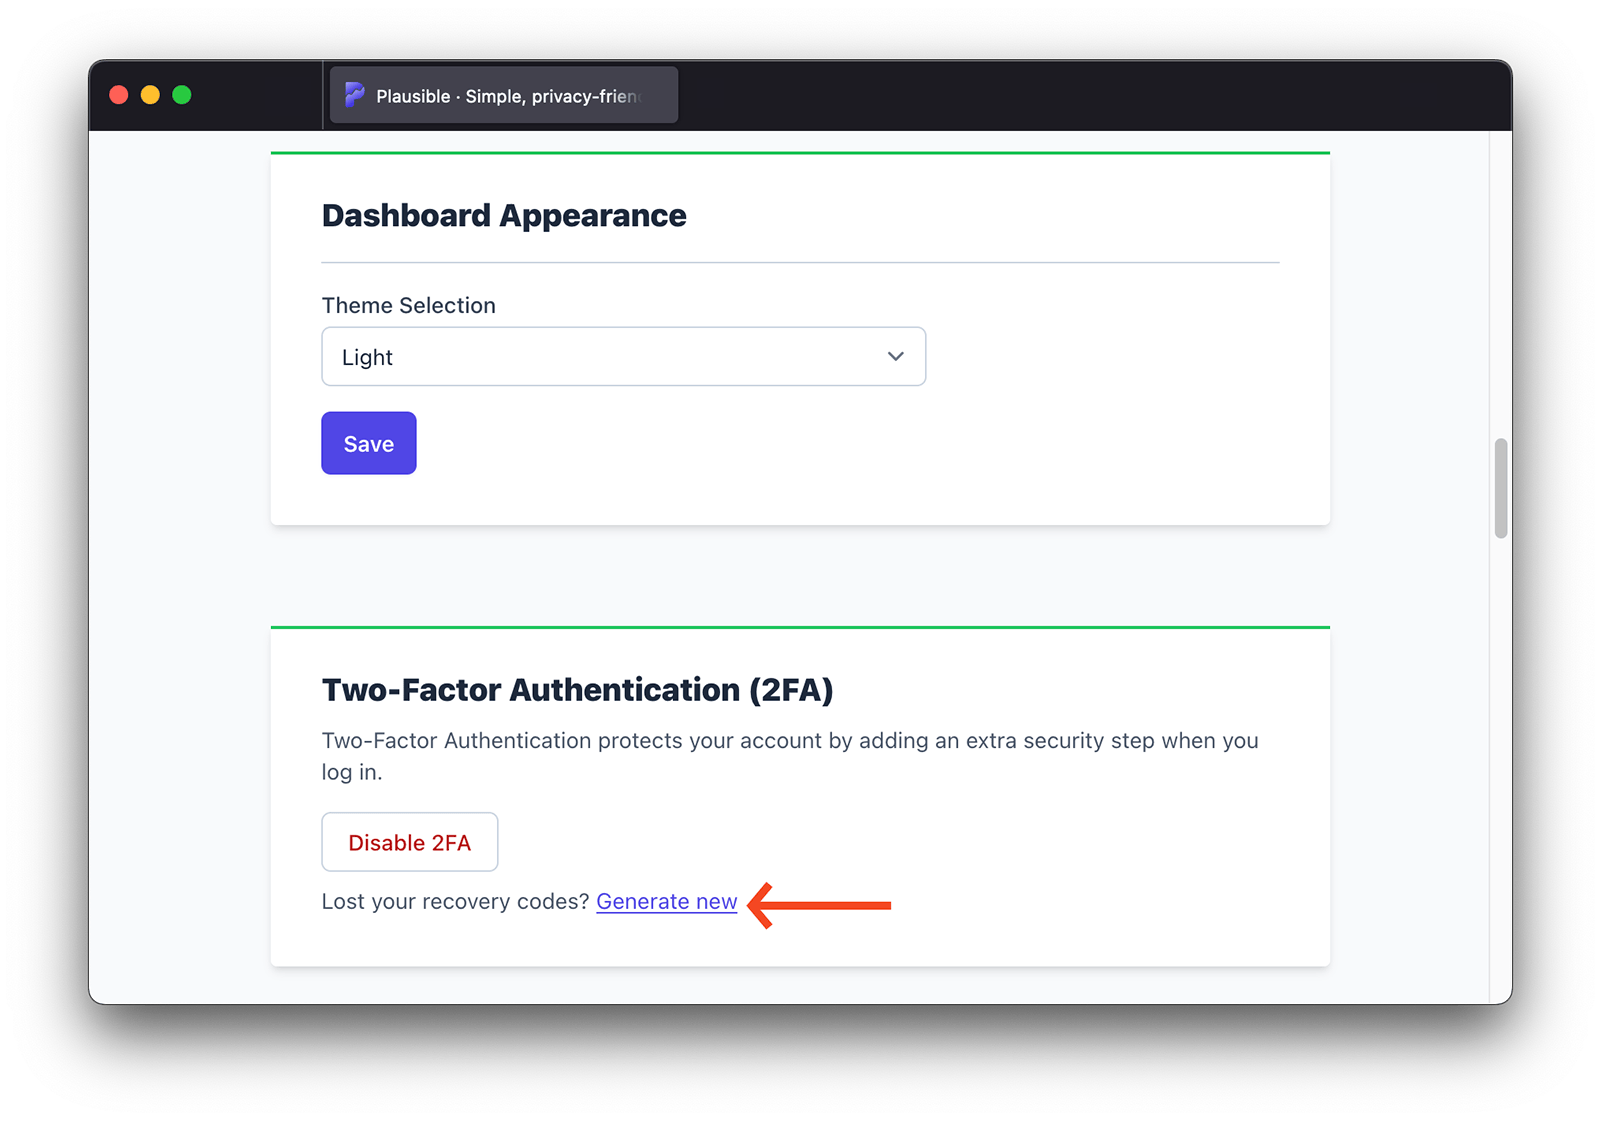 Plausible · Simple, privacy-frien
Dashboard Appearance
Theme Selection
Light
Save
Two-Factor Authentication (2FA)
Two-Factor Authentication protects your account by adding an extra security step when you
log in.
Disable 2FA
Lost your recovery codes? Generate new